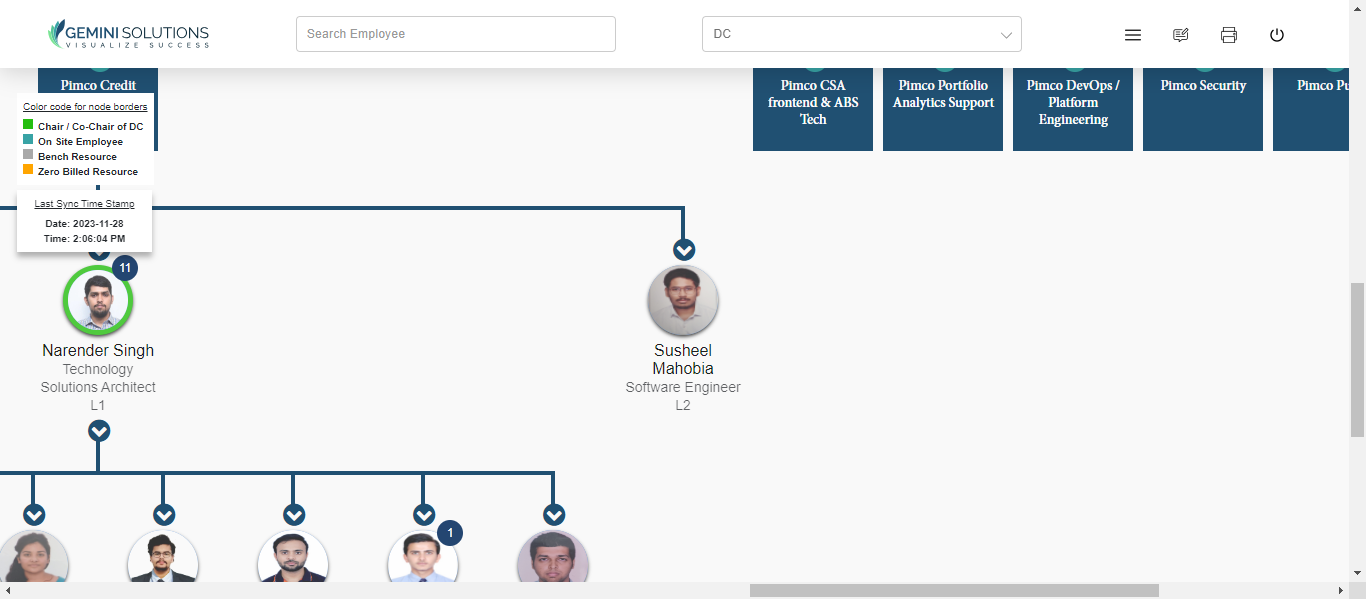 GEMINI SOLUTIONS
VISUALIZE SUCCESS
Search Employee
DC
Pimco Credit
Pimco CSA
frontend & ABS
Tech
Pimco Portfolio
Analytics Support
Pimco DevOps /
Platform
Engineering
Pimco Security
Pimco Pu
Color code for node borders
Chair / Co-Chair of DC
On Site Employee
Bench Resource
Zero Billed Resource
Last Sync Time Stamp
Date: 2023-11-28
Time: 2:06:04 PM
11
Narender Singh
Technology
Solutions Architect
L1
Susheel
Mahobia
Software Engineer
L2
1